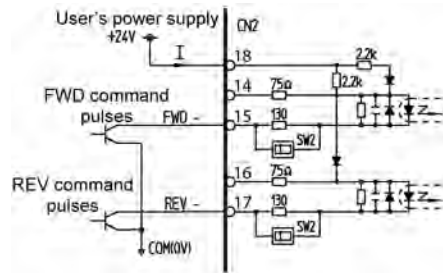 User's power supply
+24V
CN2
I
18
2.2k
14
75Ω
2.2k
FWD command
pulses
FWD -
15
130
SW2
16
75Ω
REV command
pulses
REV -
17
130
SW2
COM(0V)